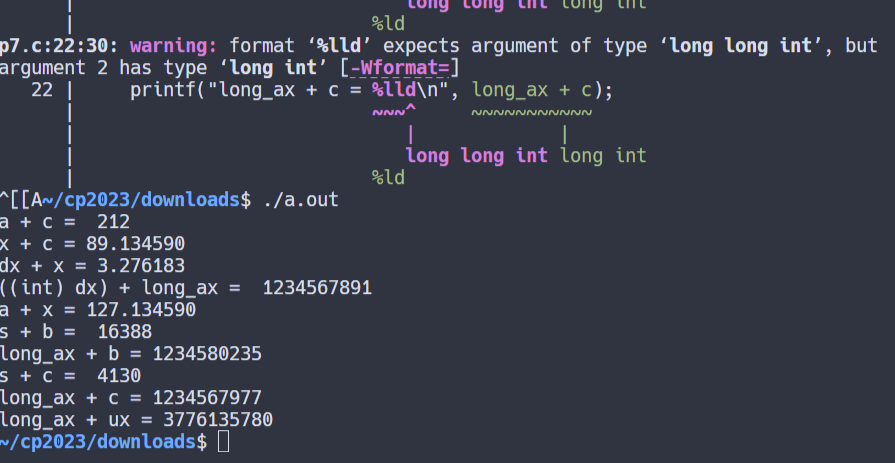 | long long int long int
| %ld
p7.c:22:30: warning: format ‘%lld’ expects argument of type ‘long long int’, but
argument 2 has type ‘long int’ [-Wformat=]
22 | printf("long_ax + c = %lld\n", long_ax + c);
| ~~~^ ~~~~~~~~~~~
| | |
| long long int long int
| %ld
^[[A~/cp2023/downloads$ ./a.out
a + c =  212
x + c = 89.134590
dx + x = 3.276183
((int) dx) + long_ax =  1234567891
a + x = 127.134590
s + b =  16388
long_ax + b = 1234580235
s + c =  4130
long_ax + c = 1234567977
long_ax + ux = 3776135780
~/cp2023/downloads$